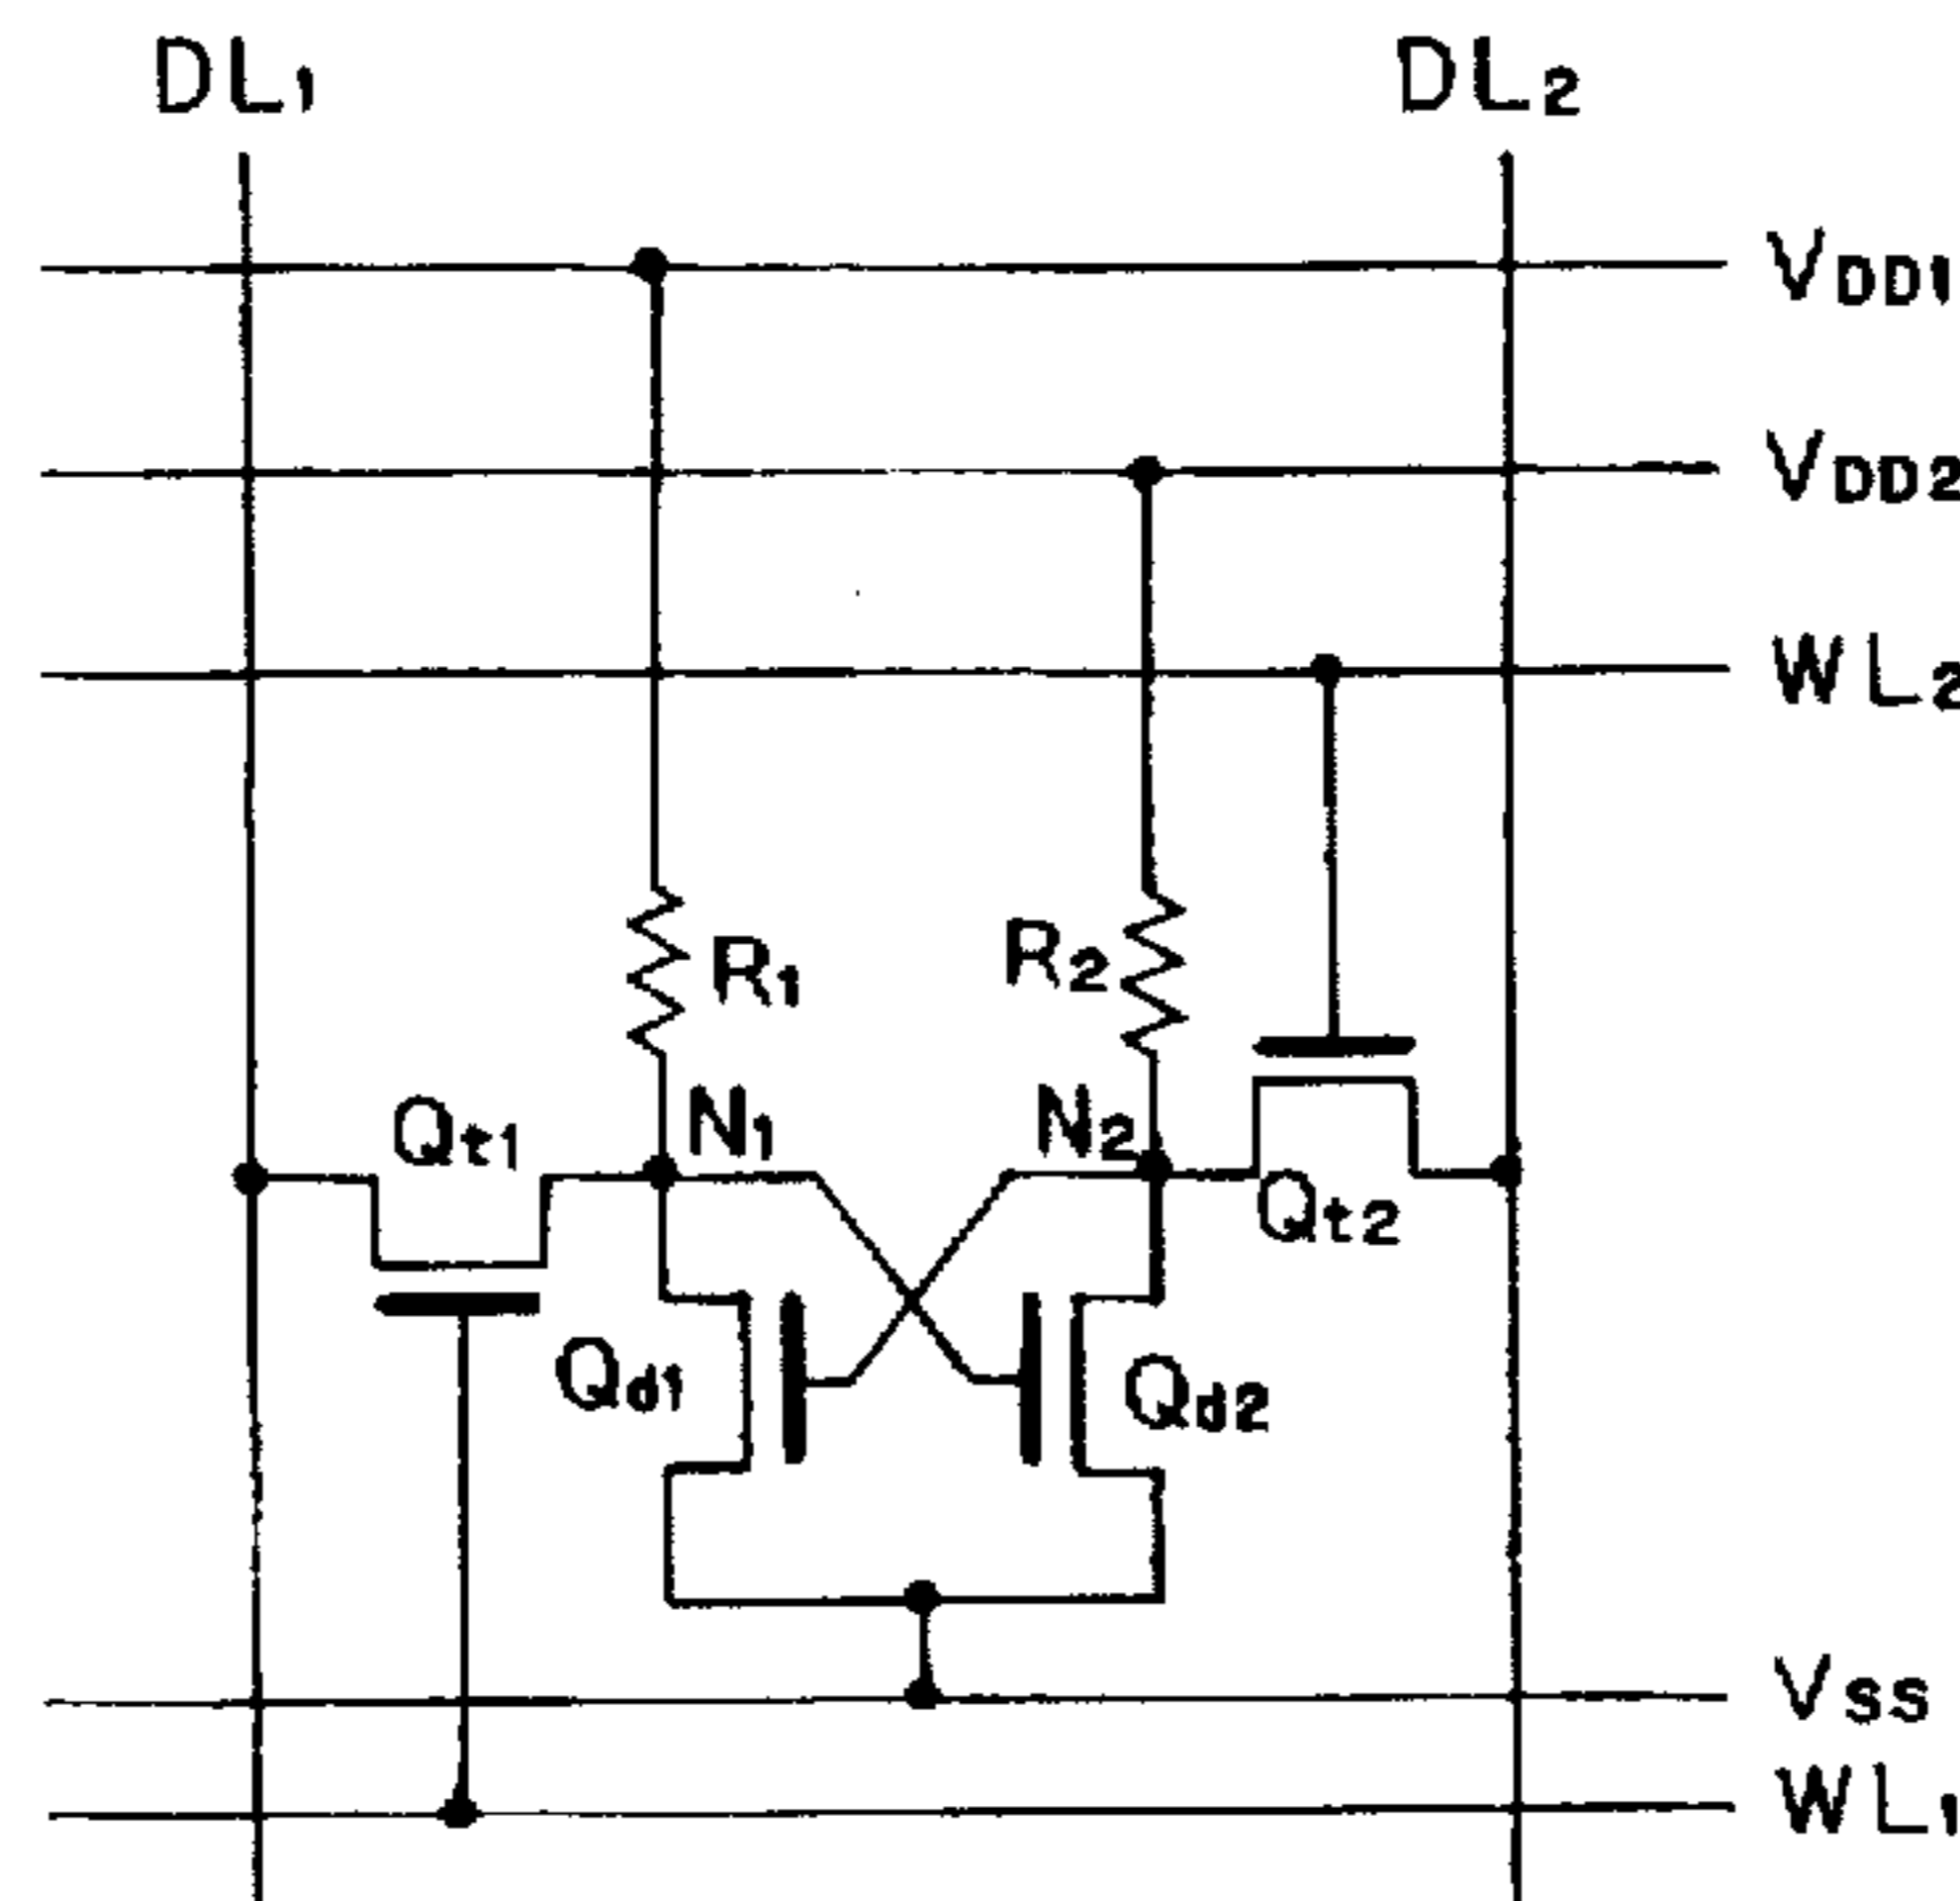 DL1
DL2
VDD1
VDD2
WL2
R1
R2
Qt1
N1
N2
Qt2
Qd1
Qd2
Vss
WL1